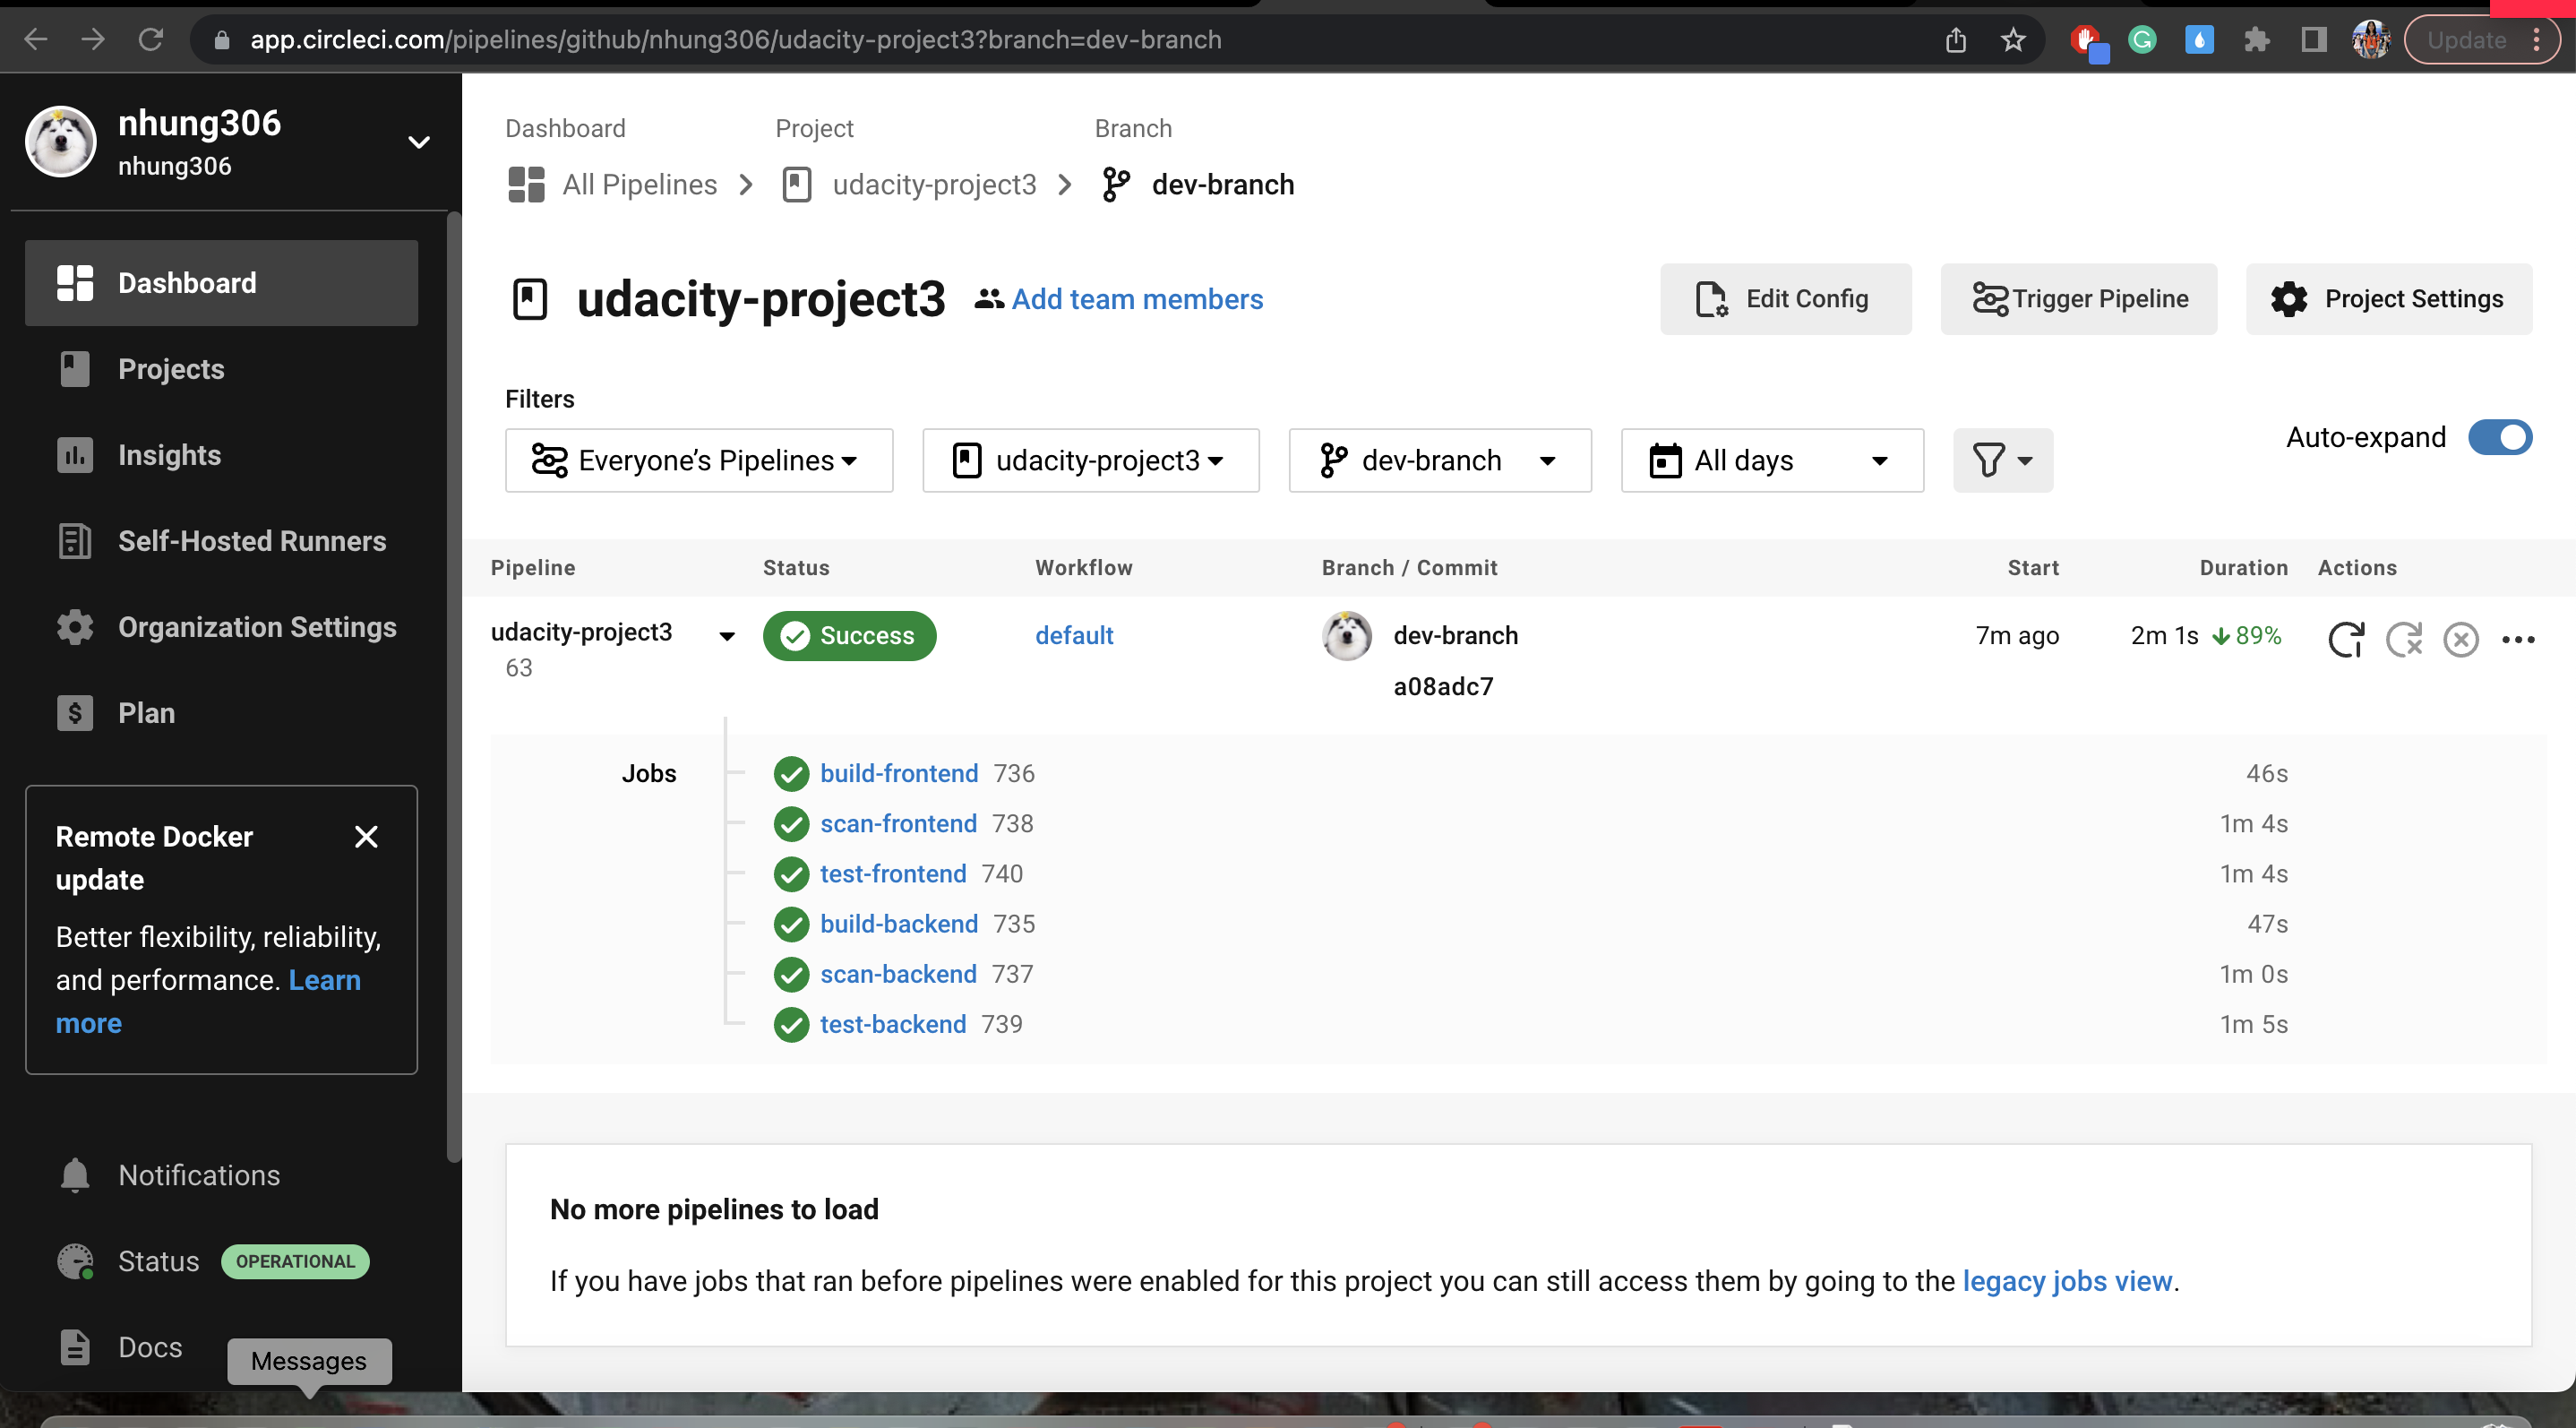 app.circleci.com/pipelines/github/nhung306/udacity-project3?branch=dev-branch
Update
nhung306
nhung306
Dashboard
Projects
Insights
Self-Hosted Runners
Organization Settings
$ Plan
Remote Docker
update
Better flexibility, reliability,
and performance. Learn
more
Notifications
Status OPERATIONAL
Docs
Messages
Dashboard Project Branch
All Pipelines udacity-project3 dev-branch
udacity-project3 Add team members
Edit Config Trigger Pipeline Project Settings
Filters
Everyone’s Pipelines udacity-project3 dev-branch All days
Auto-expand
Pipeline Status Workflow Branch / Commit Start Duration Actions
udacity-project3 Success default dev-branch 7m ago 2m 1s 89%
63
a08adc7
Jobs build-frontend 736 46s
scan-frontend 738 1m 4s
test-frontend 740 1m 4s
build-backend 735 47s
scan-backend 737 1m 0s
test-backend 739 1m 5s
No more pipelines to load
If you have jobs that ran before pipelines were enabled for this project you can still access them by going to the legacy jobs view.